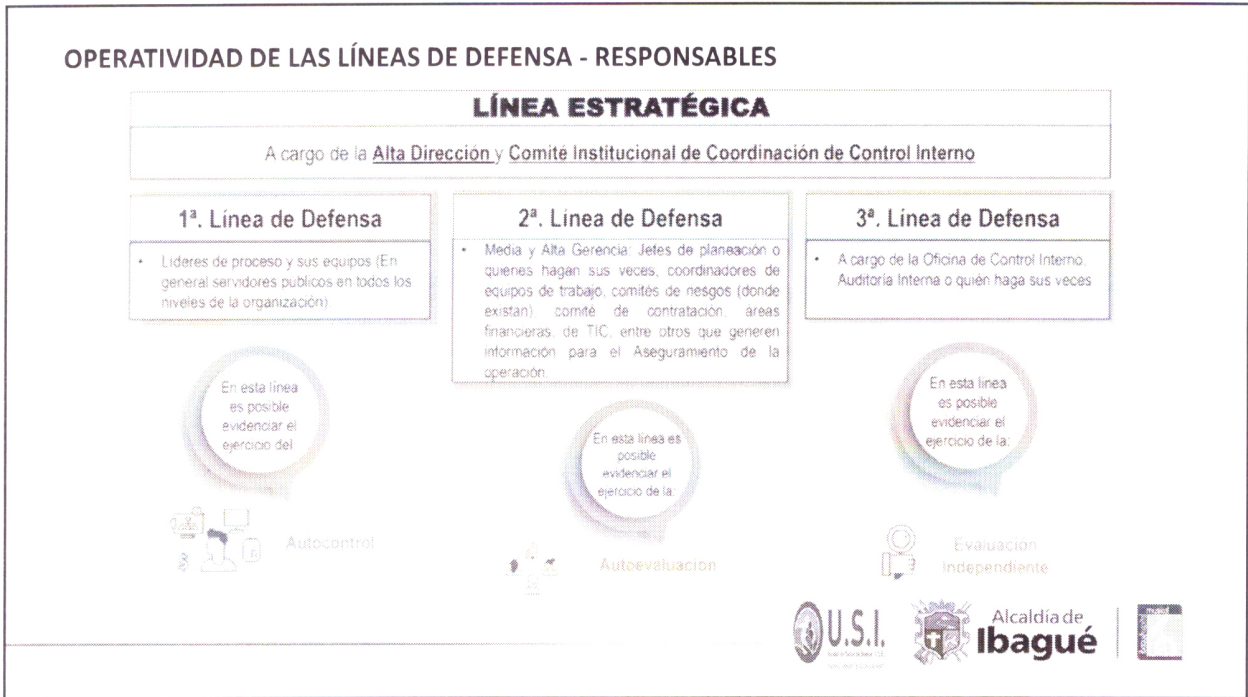 OPERATIVIDAD DE LAS LÍNEAS DE DEFENSA - RESPONSABLES
LÍNEA ESTRATÉGICA
A cargo de la Alta Dirección y Comité Institucional de Coordinación de Control Interno
1ª. Línea de Defensa
• Líderes de proceso y sus equipos (En
general servidores públicos en todos los
niveles de la organización)
2ª. Línea de Defensa
• Media y Alta Gerencia: Jefes de planeación o
quienes hagan sus veces, coordinadores de
equipos de trabajo, comités de riesgos (donde
existan), comité de contratación, áreas
financieras, de TIC, entre otros que generen
información para el Aseguramiento de la
operación.
3ª. Línea de Defensa
• A cargo de la Oficina de Control Interno,
Auditoría Interna o quién haga sus veces
En esta línea
es posible
evidenciar el
ejercicio del
Autocontrol
En esta línea es
posible
evidenciar el
ejercicio de la:
Autoevaluación
En esta línea
es posible
evidenciar el
ejercicio de la:
Evaluación
Independiente
U.S.I.
Alcaldía de
Ibagué